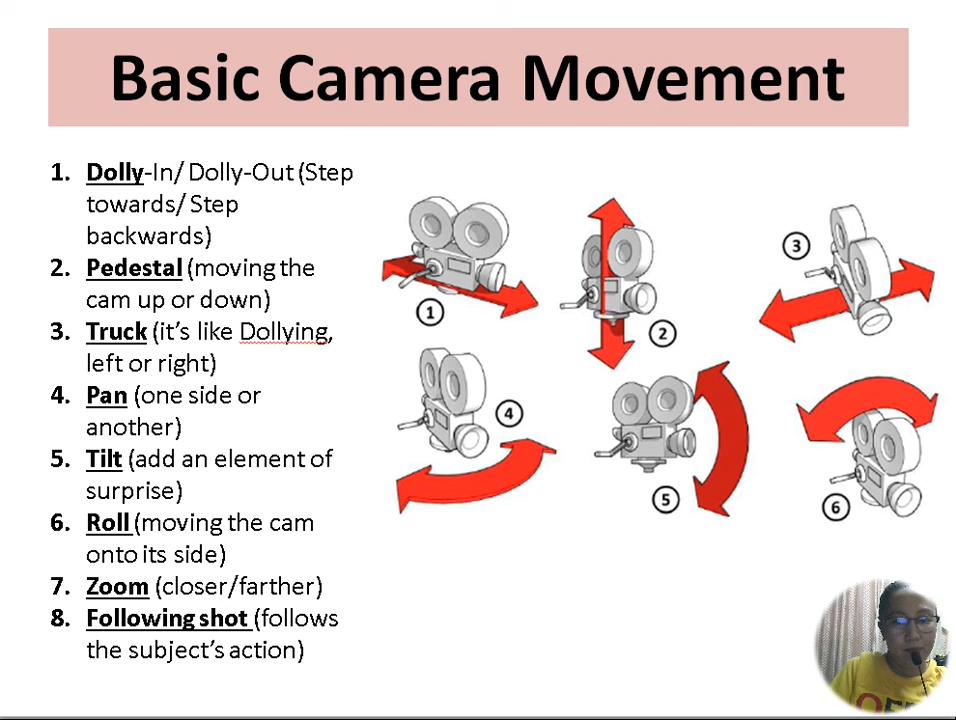 Basic Camera Movement
1. Dolly-In/ Dolly-Out (Step
towards/ Step
backwards)
2. Pedestal (moving the
cam up or down)
3. Truck (it's like Dollying,
left or right)
4. Pan (one side or
another)
5. Tilt (add an element of
surprise)
6. Roll (moving the cam
onto its side)
7. Zoom (closer/farther)
8. Following shot (follows
the subject's action)
1
2
3
4
5
6